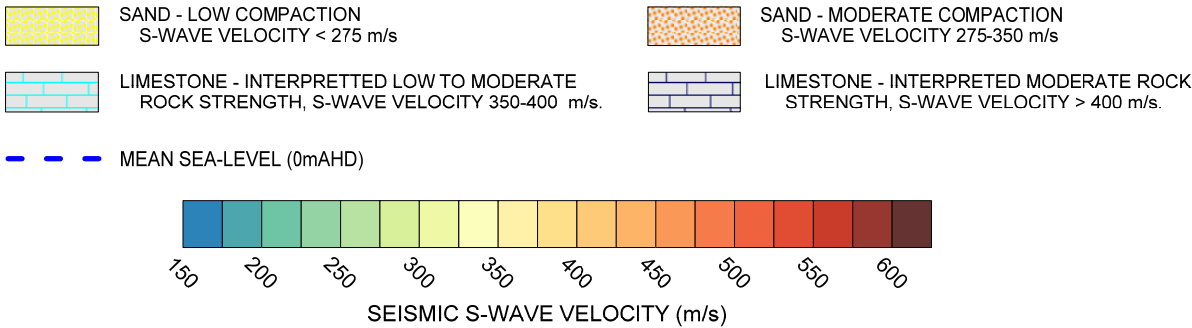 SAND - LOW COMPACTION
S-WAVE VELOCITY < 275 m/s
SAND - MODERATE COMPACTION
S-WAVE VELOCITY 275-350 m/s
LIMESTONE - INTERPRETTED LOW TO MODERATE
ROCK STRENGTH, S-WAVE VELOCITY 350-400 m/s.
LIMESTONE - INTERPRETED MODERATE ROCK
STRENGTH, S-WAVE VELOCITY > 400 m/s.
MEAN SEA-LEVEL (0mAHD)
150 200 250 300 350 400 450 500 550 600
SEISMIC S-WAVE VELOCITY (m/s)